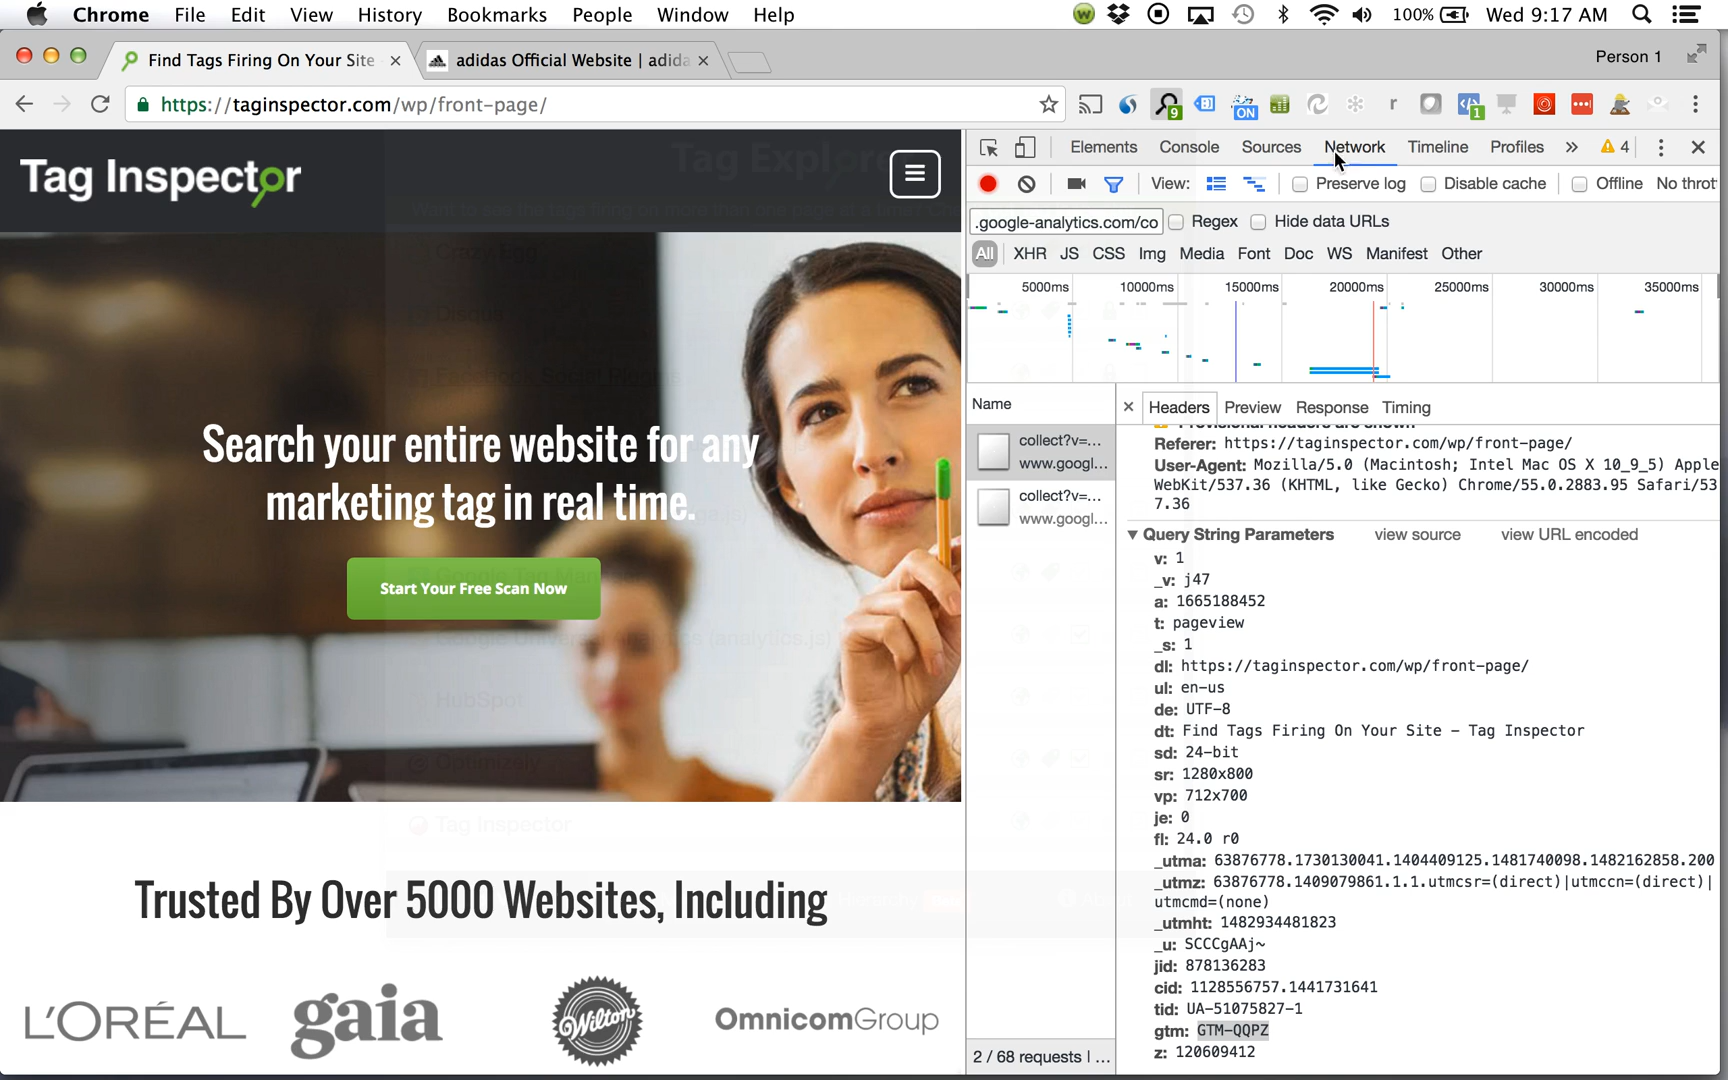 Chrome File Edit View History Bookmarks People Window Help 100% Wed 9:17 AM
Find Tags Firing On Your Site adidas Official Website | adida Person 1
https://taginspector.com/wp/front-page/ 9 ON r 1
Tag Inspector
Search your entire website for any
marketing tag in real time.
Start Your Free Scan Now
Tag Inspector
Trusted By Over 5000 Websites, Including
L'ORÉAL gaia Wilton OmnicomGroup
Elements Console Sources Network Timeline Profiles » 4
View: Preserve log Disable cache Offline No throt
.google-analytics.com/co Regex Hide data URLs
All XHR JS CSS Img Media Font Doc WS Manifest Other
5000ms 10000ms 15000ms 20000ms 25000ms 30000ms 35000ms
Name
collect?v=...
www.googl...
collect?v=...
www.googl...
2 / 68 requests | ...
Headers Preview Response Timing
Provisional headers are shown
Referer: https://taginspector.com/wp/front-page/
User-Agent: Mozilla/5.0 (Macintosh; Intel Mac OS X 10_9_5) Apple
WebKit/537.36 (KHTML, like Gecko) Chrome/55.0.2883.95 Safari/53
7.36
Query String Parameters view source view URL encoded
v: 1
_v: j47
a: 1665188452
t: pageview
_s: 1
dl: https://taginspector.com/wp/front-page/
ul: en-us
de: UTF-8
dt: Find Tags Firing On Your Site - Tag Inspector
sd: 24-bit
sr: 1280x800
vp: 712x700
je: 0
fl: 24.0 r0
_utma: 63876778.1730130041.1404409125.1481740098.1482162858.200
_utmz: 63876778.1409079861.1.1.utmcsr=(direct)|utmccn=(direct)|
utmcmd=(none)
_utmht: 1482934481823
_u: SCCCgAAj~
jid: 878136283
cid: 1128556757.1441731641
tid: UA-51075827-1
gtm: GTM-QQPZ
z: 120609412